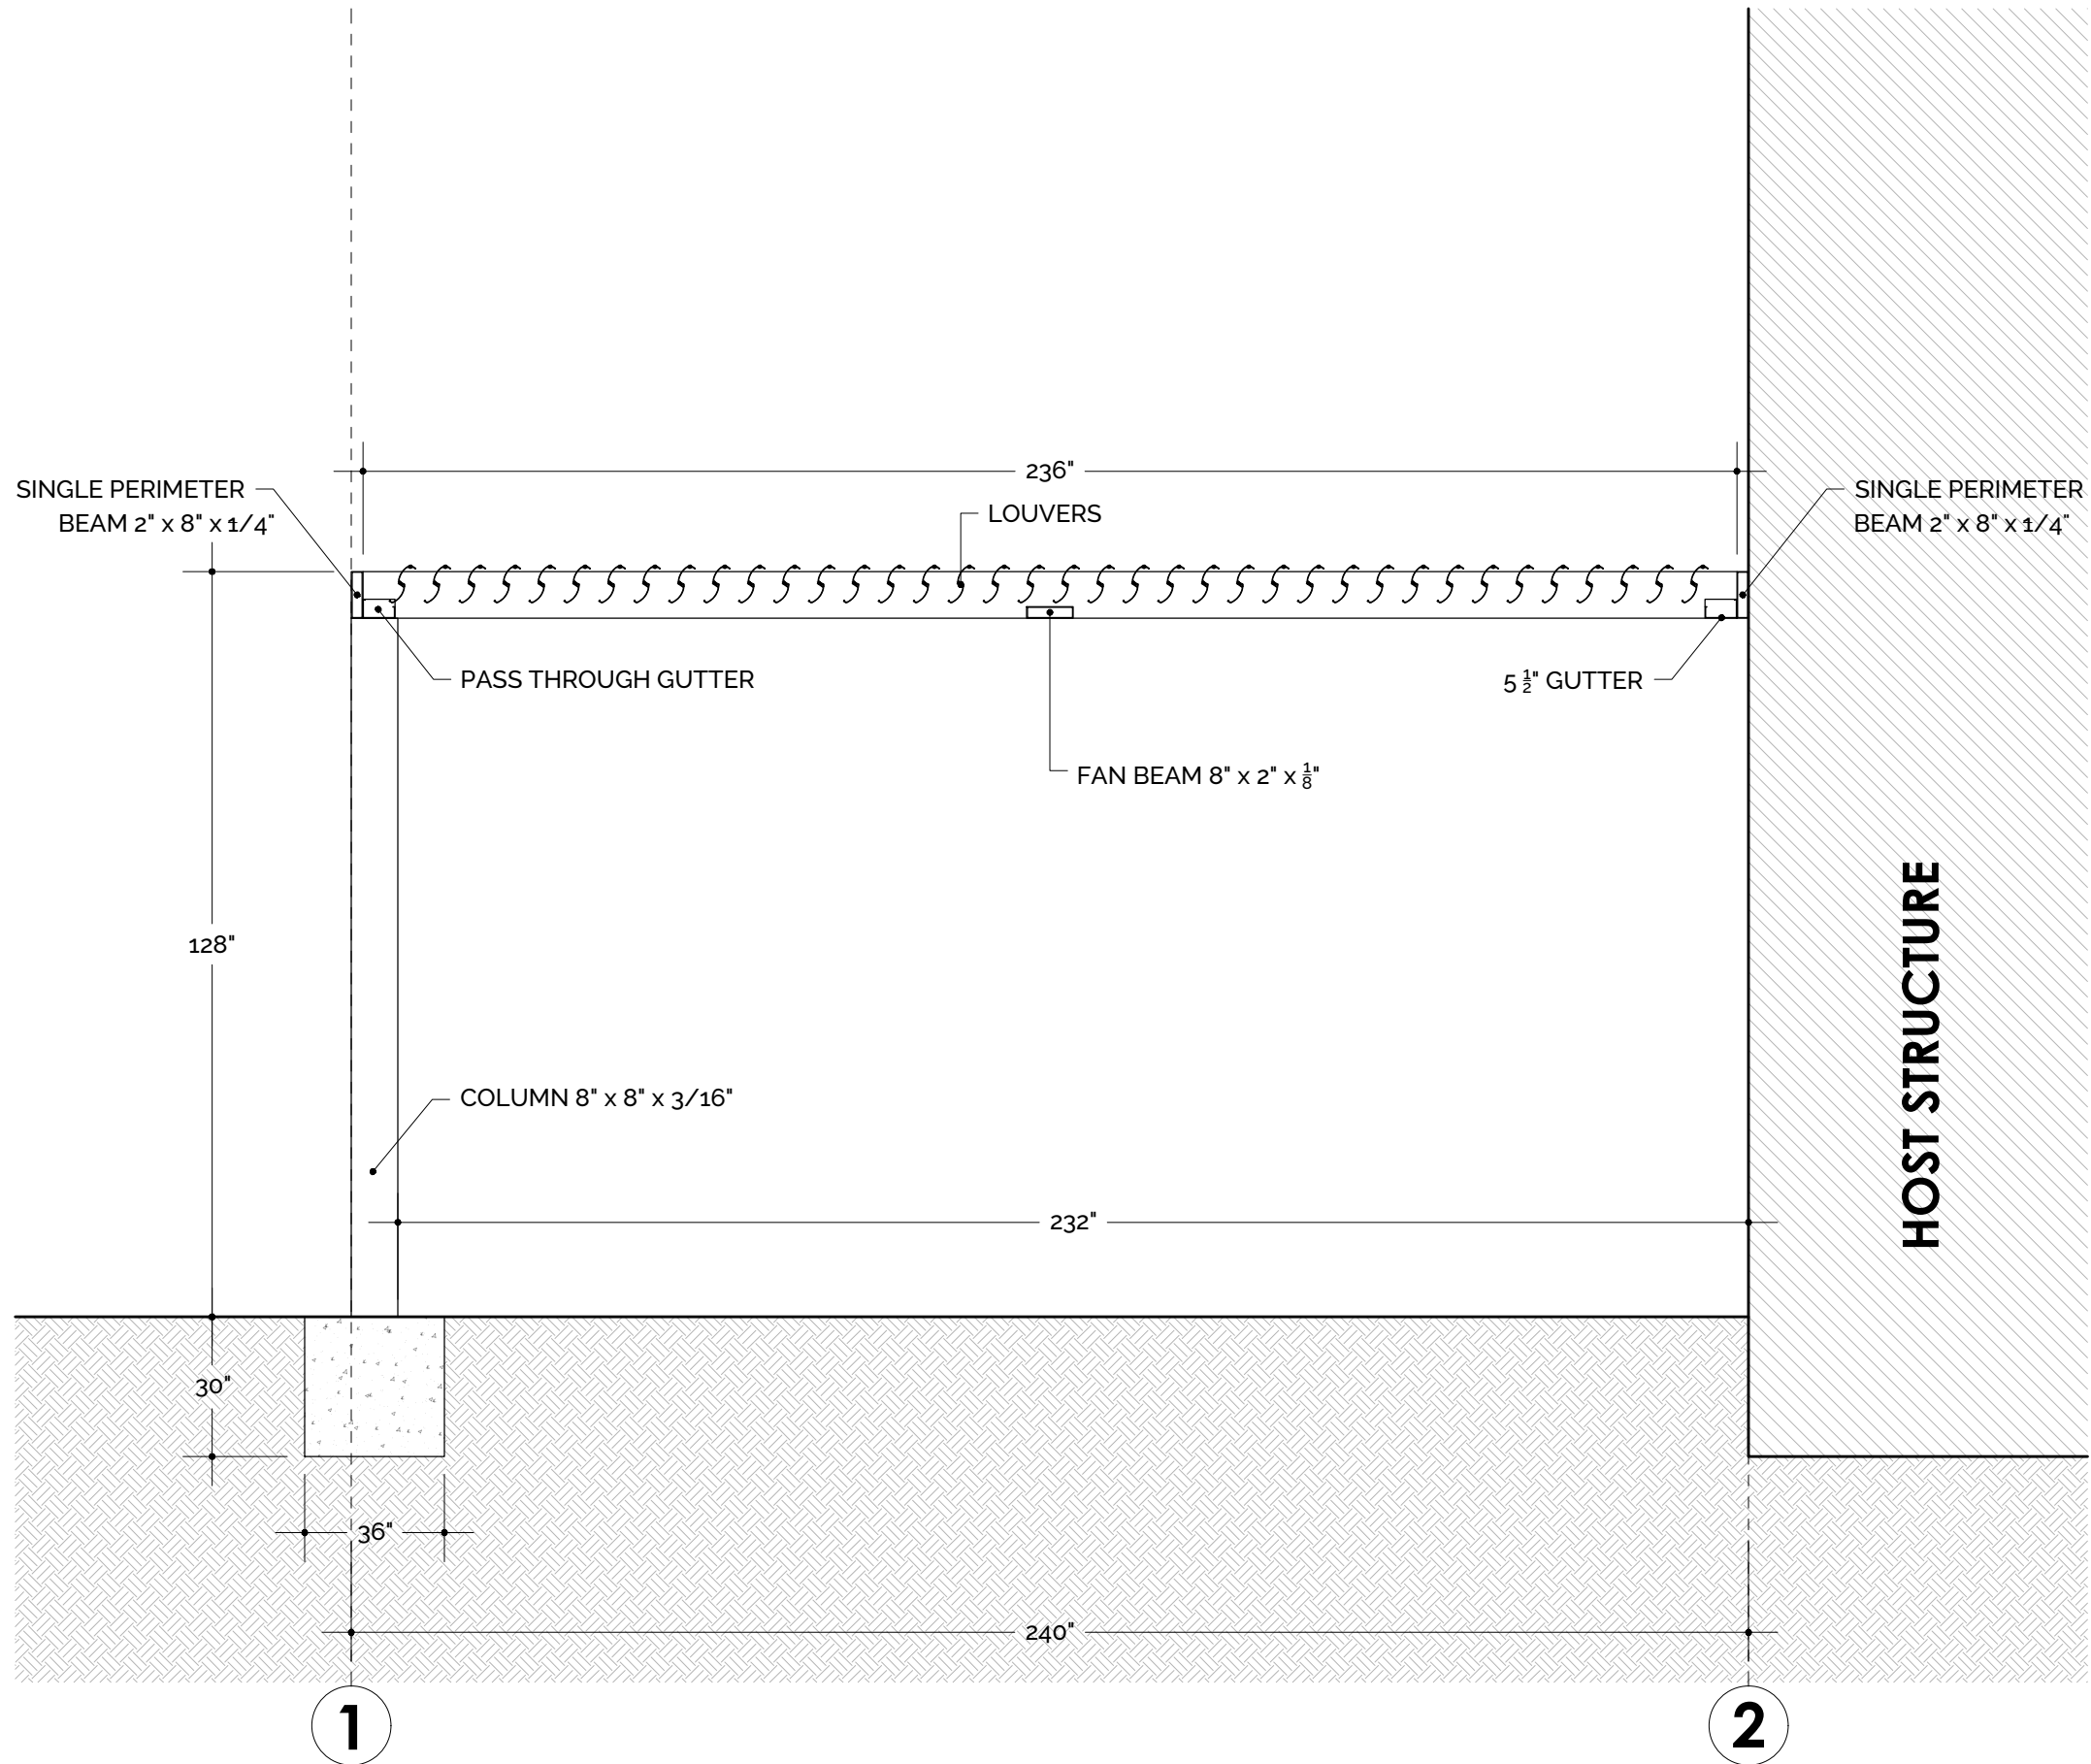 236"
SINGLE PERIMETER
BEAM 2" x 8" x 1/4"
LOUVERS
SINGLE PERIMETER
BEAM 2" x 8" x 1/4"
PASS THROUGH GUTTER
5 ½" GUTTER
FAN BEAM 8" x 2" x ⅛"
128"
HOST STRUCTURE
COLUMN 8" x 8" x 3/16"
232"
30"
36"
240"
1
2